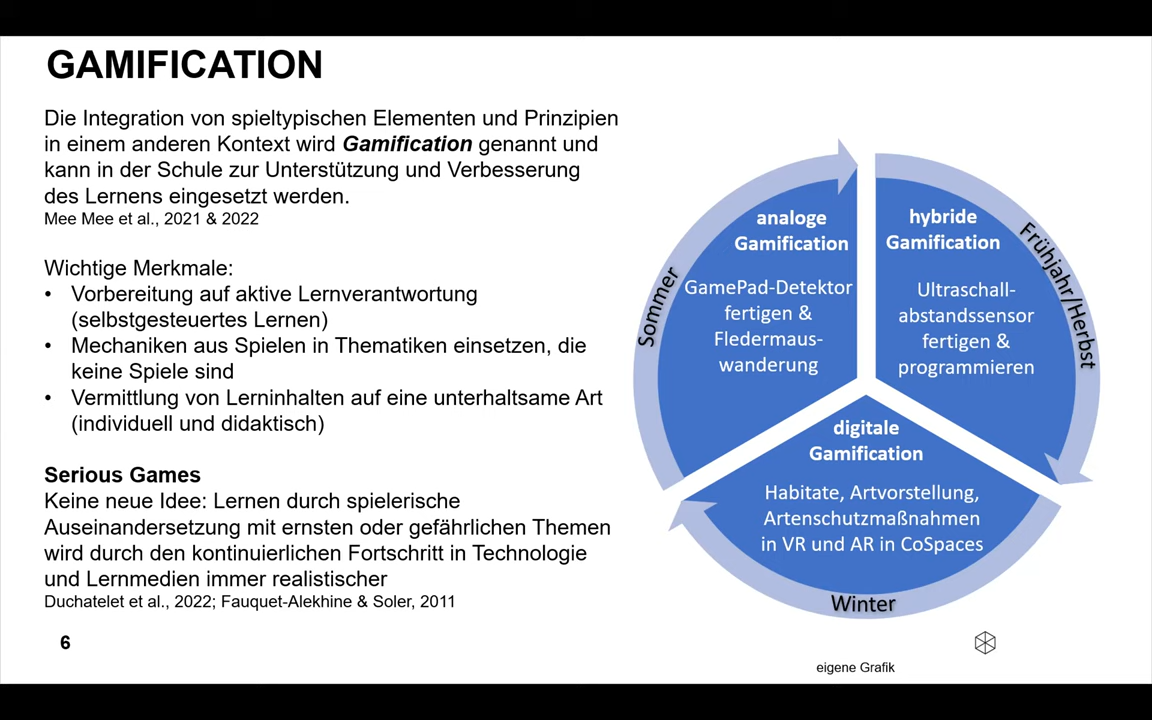 GAMIFICATION
Die Integration von spieltypischen Elementen und Prinzipien
in einem anderen Kontext wird Gamification genannt und
kann in der Schule zur Unterstützung und Verbesserung
des Lernens eingesetzt werden.
Mee Mee et al., 2021 & 2022
Wichtige Merkmale:
• Vorbereitung auf aktive Lernverantwortung
(selbstgesteuertes Lernen)
• Mechaniken aus Spielen in Thematiken einsetzen, die
keine Spiele sind
• Vermittlung von Lerninhalten auf eine unterhaltsame Art
(individuell und didaktisch)
Serious Games
Keine neue Idee: Lernen durch spielerische
Auseinandersetzung mit ernsten oder gefährlichen Themen
wird durch den kontinuierlichen Fortschritt in Technologie
und Lernmedien immer realistischer
Duchatelet et al., 2022; Fauquet-Alekhine & Soler, 2011
6
Sommer
analoge
Gamification
GamePad-Detektor
fertigen &
Fledermaus-
wanderung
hybride
Gamification
Ultraschall-
abstandssensor
fertigen &
programmieren
Frühjahr/Herbst
digitale
Gamification
Habitate, Artvorstellung,
Artenschutzmaßnahmen
in VR und AR in CoSpaces
Winter
eigene Grafik